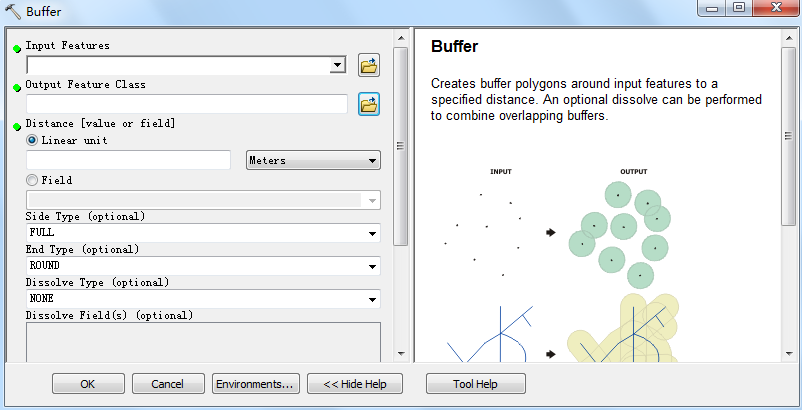 Buffer
Input Features
Output Feature Class
Distance [value or field]
Linear unit
Meters
Field
Side Type (optional)
FULL
End Type (optional)
ROUND
Dissolve Type (optional)
NONE
Dissolve Field(s) (optional)
Buffer
Creates buffer polygons around input features to a
specified distance. An optional dissolve can be performed
to combine overlapping buffers.
INPUT OUTPUT
OK Cancel Environments... << Hide Help Tool Help